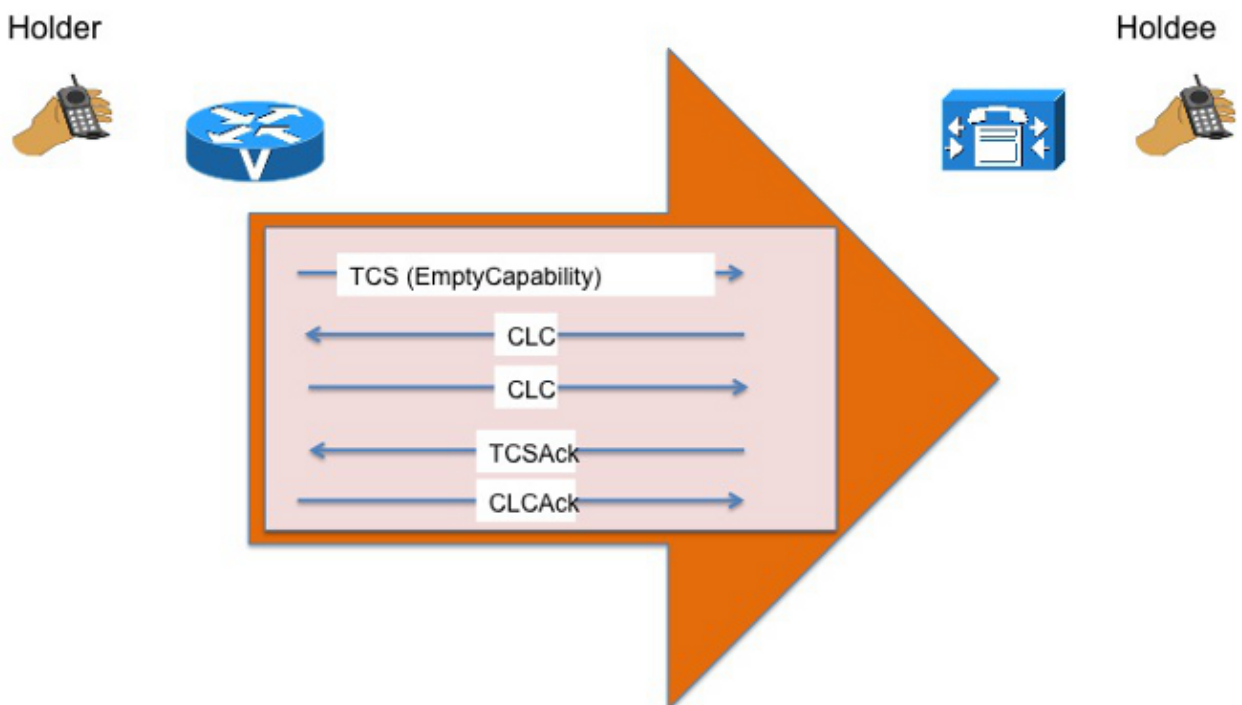 Holder
Holdee
V
TCS (EmptyCapability)
CLC
CLC
TCSAck
CLCAck